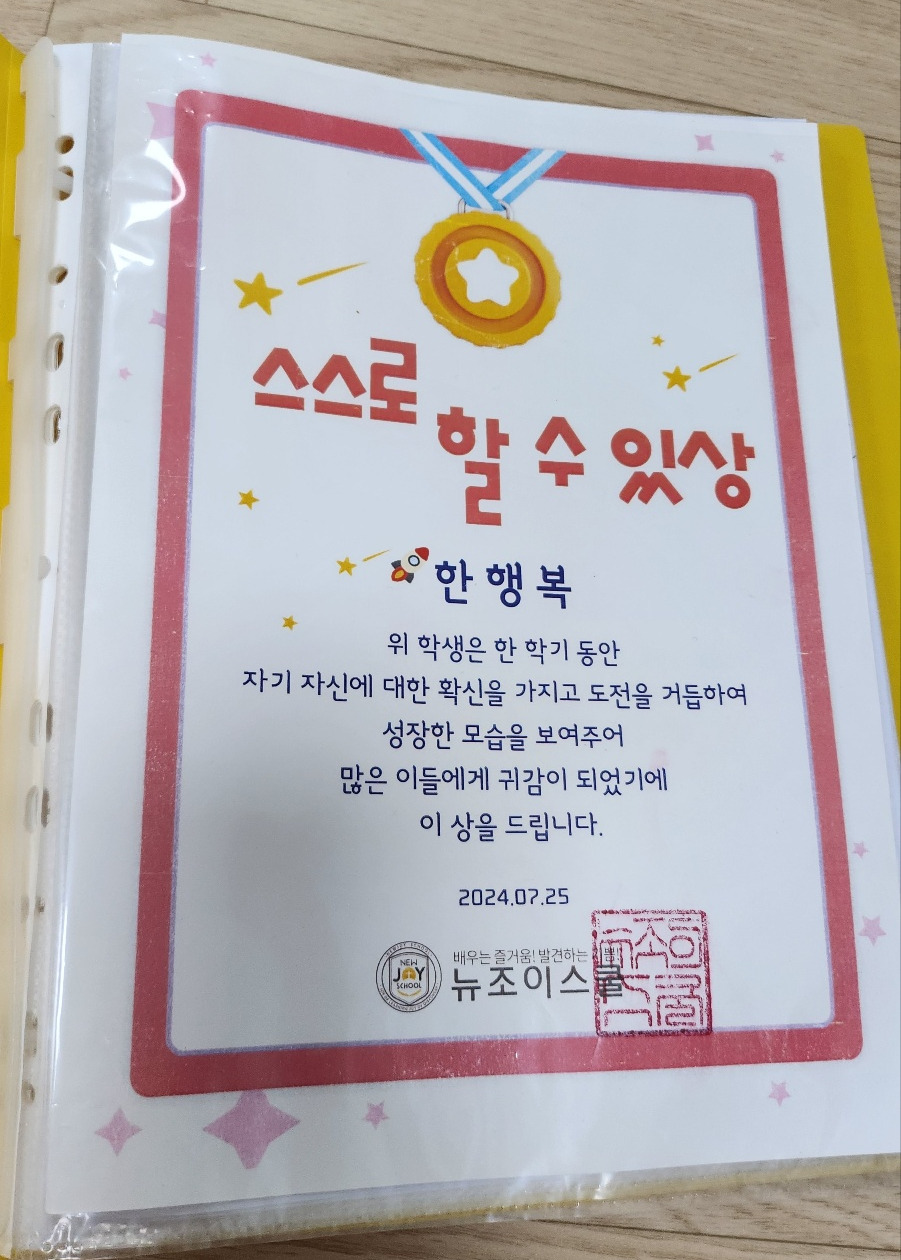 스스로
할 수 있상
한행복
위 학생은 한 학기 동안
자기 자신에 대한 확신을 가지고 도전을 거듭하여
성장한 모습을 보여주어
많은 이들에게 귀감이 되었기에
이 상을 드립니다.
2024.07.25
NEW
JOY
SCHOOL
배우는 즐거움! 발견하는 기쁨!
뉴조이스쿨